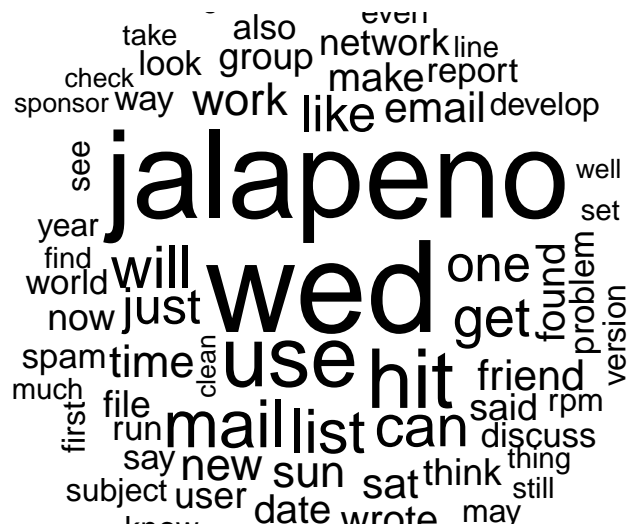 even
take
also
look
group
network
line
check
make
report
sponsor
way
work
like
email
develop
see
jalapeno
well
set
year
find
will
wed
one
found
problem
world
now
just
get
version
spam
time
clean
use
hit
friend
much
first
file
run
mail
list
can
said
rpm
discuss
say
new
sun
sat
think
thing
subject
user
date
wrote
still
may
know